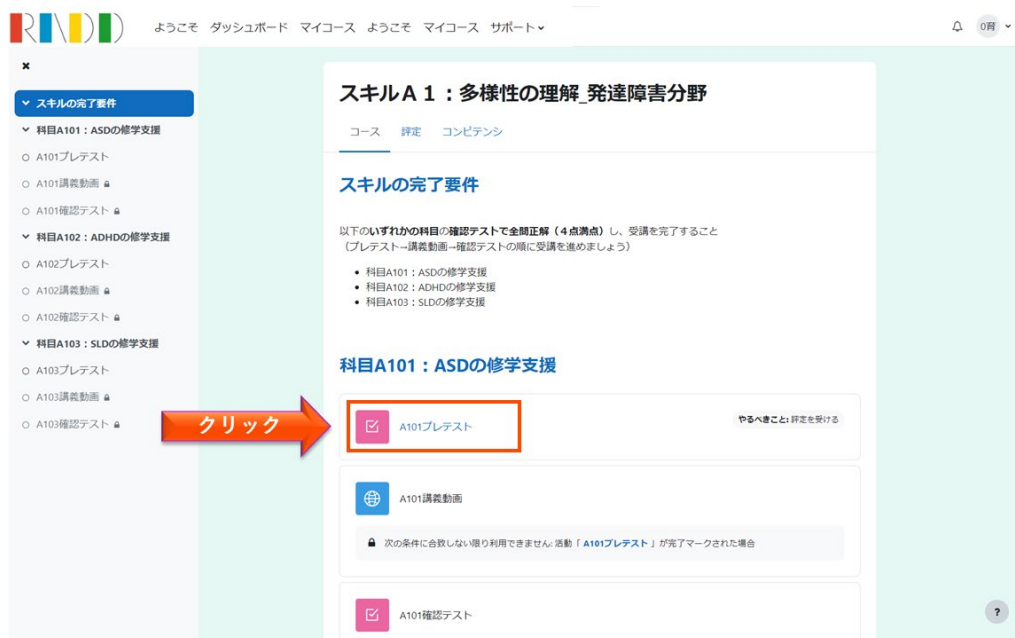 ようこそ ダッシュボード マイコース ようこそ マイコース サポート
0育
スキルの完了要件
科目A101：ASDの修学支援
A101プレテスト
A101講義動画
A101確認テスト
科目A102：ADHDの修学支援
A102プレテスト
A102講義動画
A102確認テスト
科目A103：SLDの修学支援
A103プレテスト
A103講義動画
A103確認テスト
スキルＡ１：多様性の理解_発達障害分野
コース 評定 コンピテンシ
スキルの完了要件
以下のいずれかの科目の確認テストで全問正解（４点満点）し、受講を完了すること
（プレテスト→講義動画→確認テストの順に受講を進めましょう）
• 科目A101：ASDの修学支援
• 科目A102：ADHDの修学支援
• 科目A103：SLDの修学支援
科目A101：ASDの修学支援
クリック
A101プレテスト
やるべきこと: 評定を受ける
A101講義動画
次の条件に合致しない限り利用できません: 活動「 A101プレテスト 」が完了マークされた場合
A101確認テスト
?